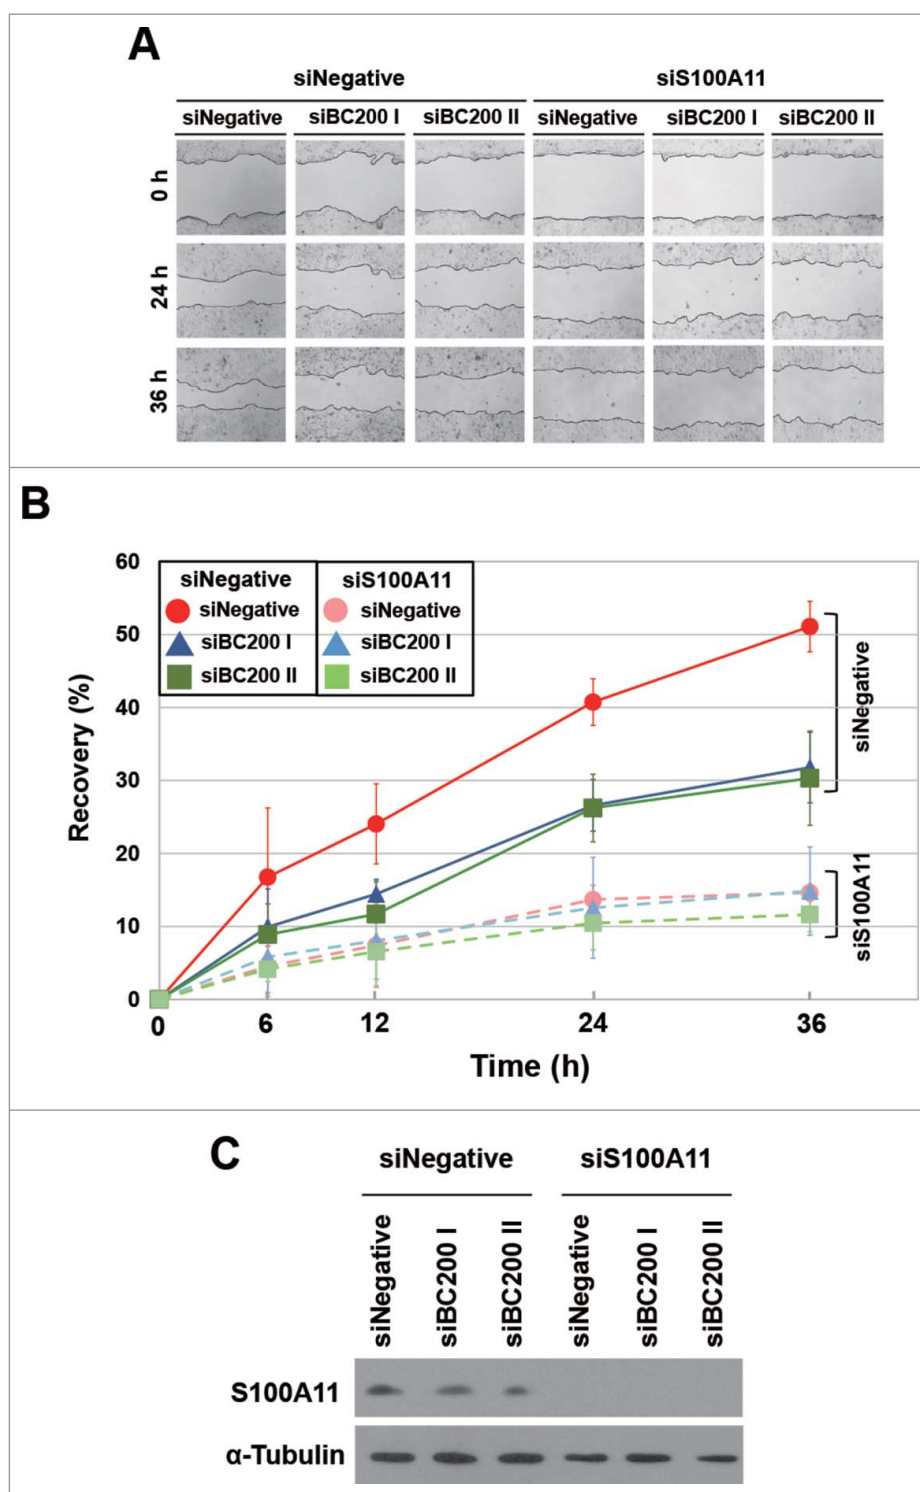 A
siNegative siS100A11
siNegative siBC200 I siBC200 II siNegative siBC200 I siBC200 II
0 h
24 h
36 h
B
60
50
40
30
20
10
0
Recovery (%)
siNegative siS100A11
siNegative siNegative
siBC200 I siBC200 I
siBC200 II siBC200 II
siNegative
siS100A11
0 6 12 24 36
Time (h)
C
siNegative siS100A11
siNegative siBC200 I siBC200 II siNegative siBC200 I siBC200 II
S100A11
α-Tubulin